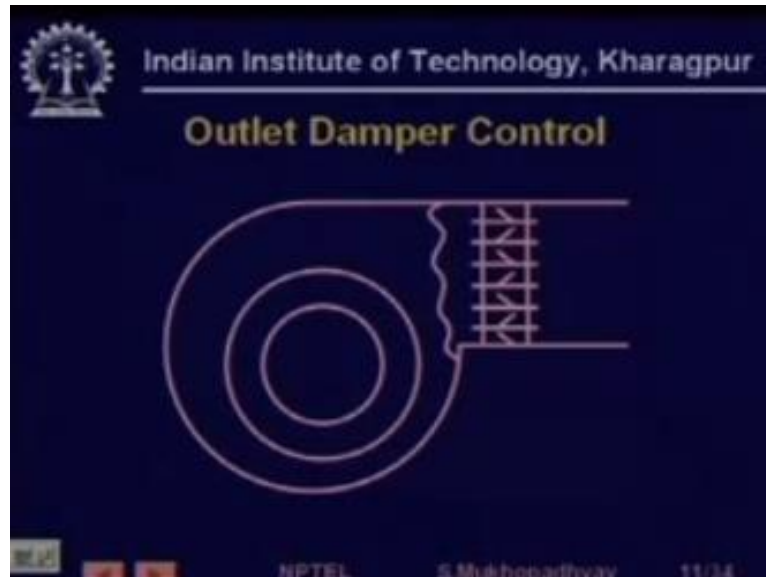 Indian Institute of Technology, Kharagpur
Outlet Damper Control
NPTEL S.Mukhopadhyay 11/34